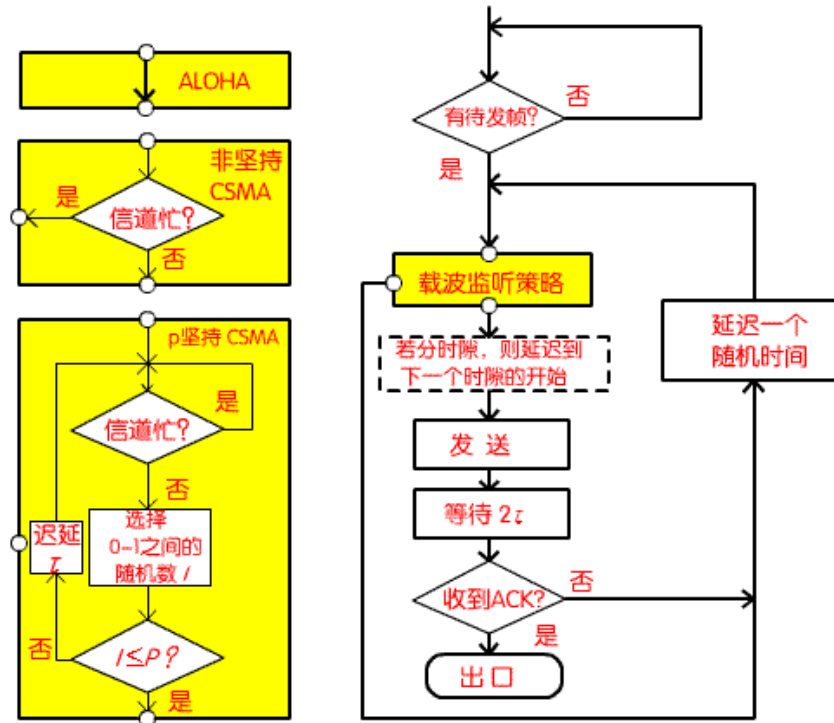 ALOHA
非坚持
CSMA
是
信道忙?
否
p坚持 CSMA
是
信道忙?
否
选择
0-1之间的
随机数 I
迟延
τ
否
I≤P?
是
有待发帧?
否
是
载波监听策略
若分时隙，则延迟到
下一个时隙的开始
发 送
等待 2τ
收到ACK?
否
是
出 口
延迟一个
随机时间